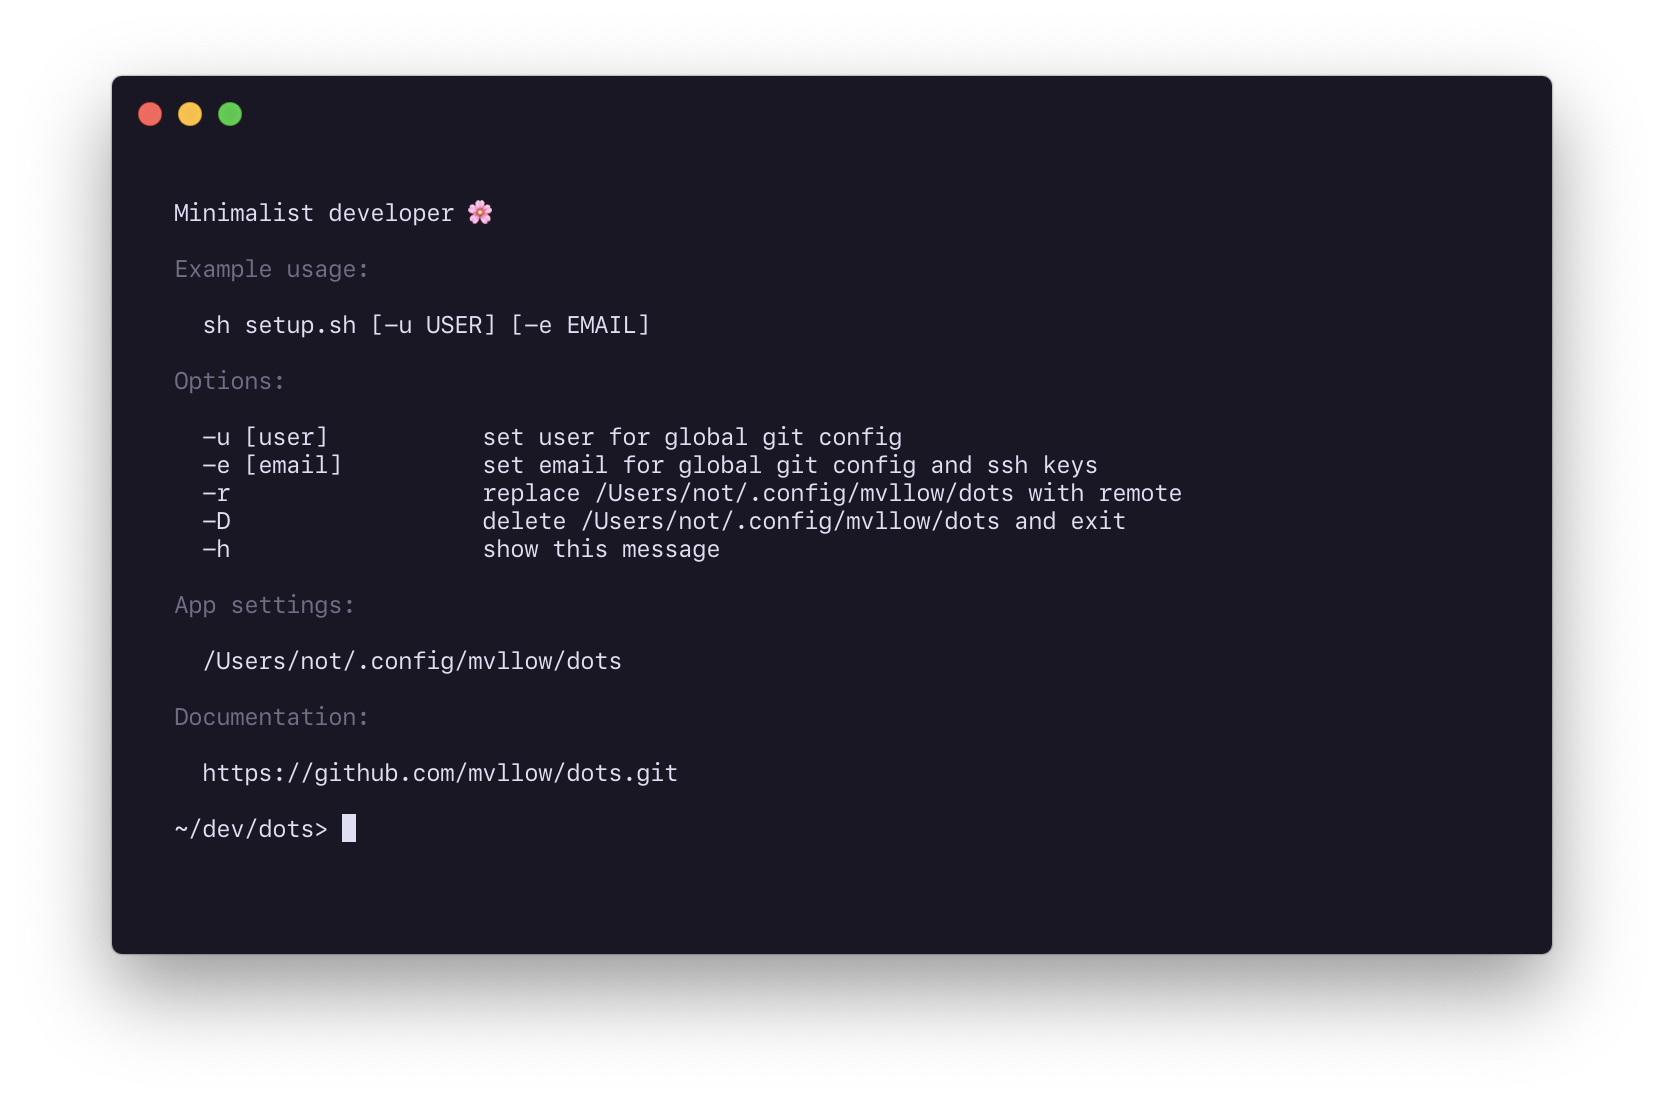 Minimalist developer 🌸
Example usage:
sh setup.sh [-u USER] [-e EMAIL]
Options:
-u [user] set user for global git config
-e [email] set email for global git config and ssh keys
-r replace /Users/not/.config/mvllow/dots with remote
-D delete /Users/not/.config/mvllow/dots and exit
-h show this message
App settings:
/Users/not/.config/mvllow/dots
Documentation:
https://github.com/mvllow/dots.git
~/dev/dots>